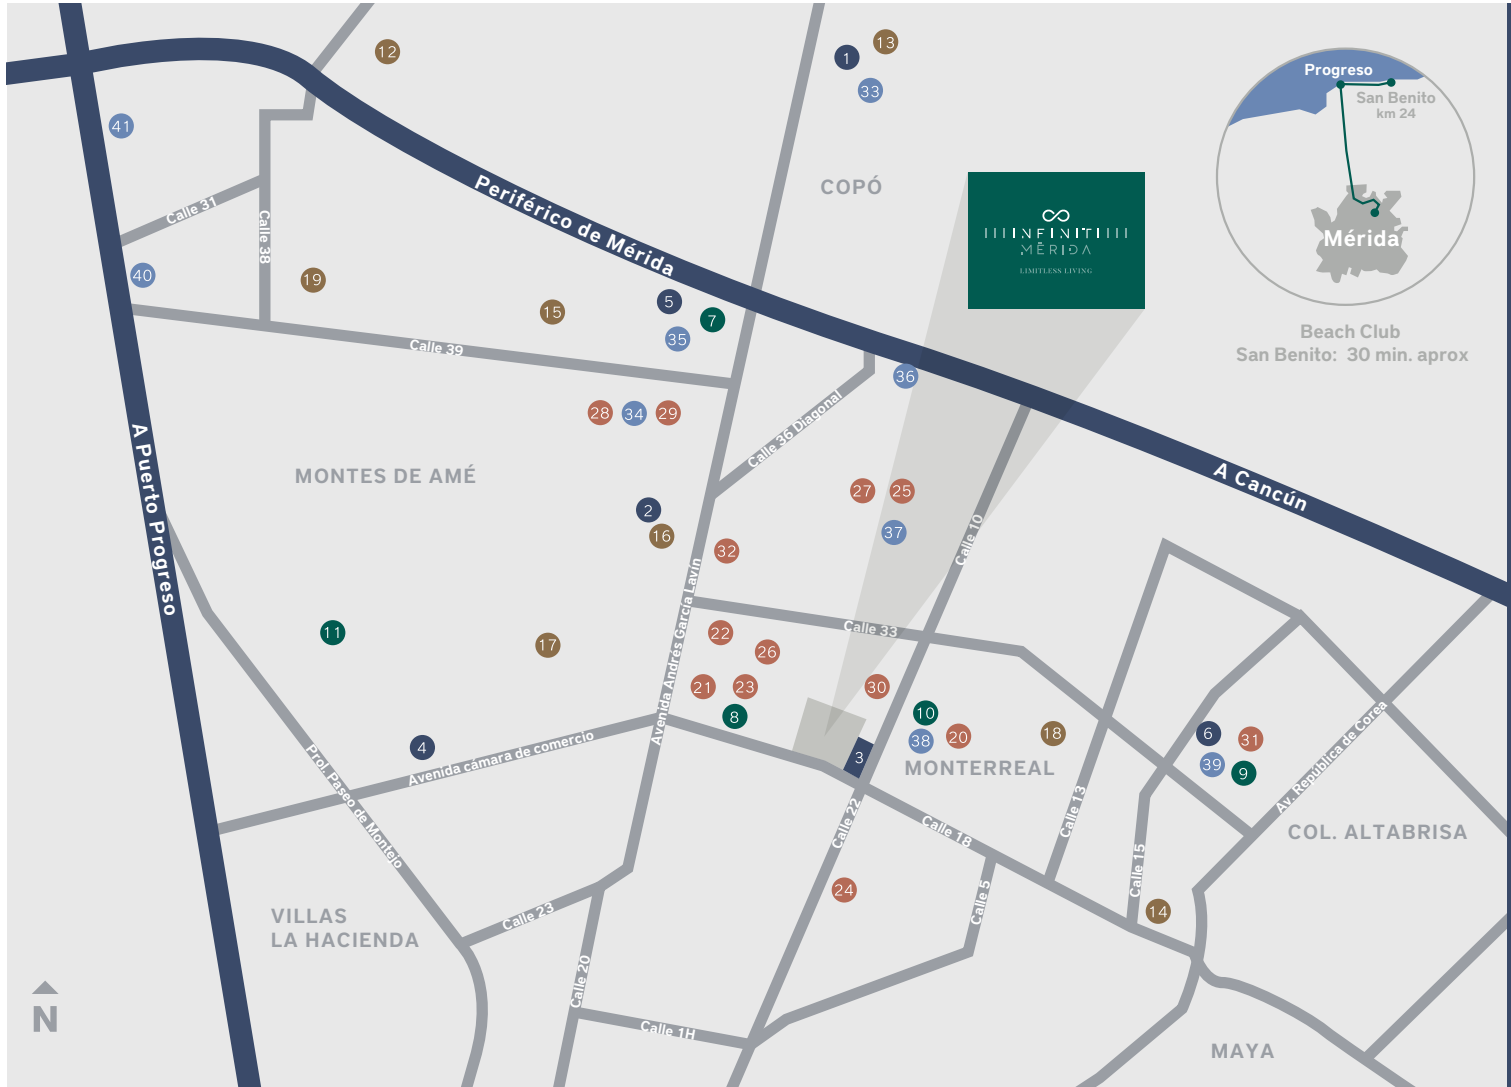 12
13
1
33
Progreso
San Benito
km 24
41
COPÓ
Calle 31
Calle 38
Periférico de Mérida
INFINITI
MÉRIDA
LIMITLESS LIVING
Mérida
40
19
15
5
7
35
Beach Club
San Benito: 30 min. aprox
Calle 39
36
28
34
29
Calle 36 Diagonal
A Puerto Progreso
MONTES DE AMÉ
A Cancún
27
25
2
16
37
32
Calle 10
11
17
Avenida Andrés García Lavín
22
26
Calle 33
21
23
30
8
10
38
20
18
6
31
39
9
4
Avenida cámara de comercio
3
MONTERREAL
Prol. Paseo de Montejo
Av. República de Corea
Calle 22
Calle 18
Calle 13
COL. ALTABRISA
Calle 15
24
Calle 5
14
VILLAS
LA HACIENDA
Calle 23
Calle 20
N
Calle 1H
MAYA